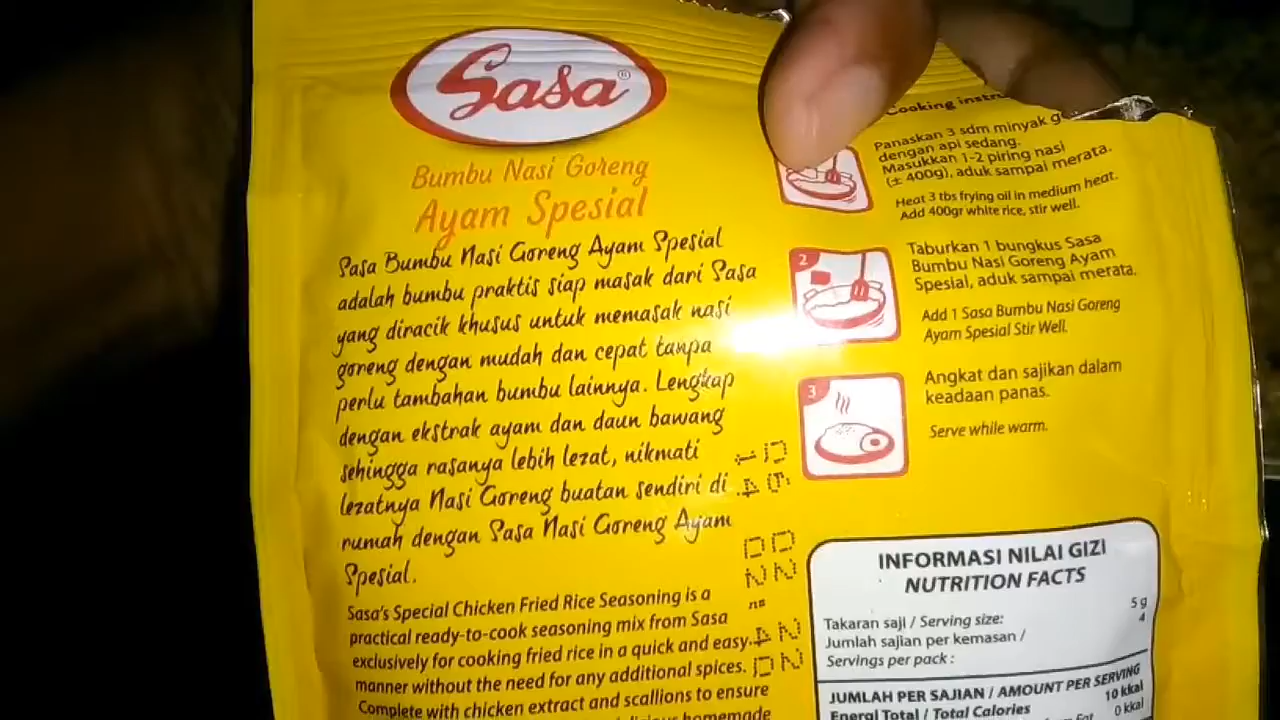 Sasa®
Bumbu Nasi Goreng
Ayam Spesial
Sasa Bumbu Nasi Goreng Ayam Spesial
adalah bumbu praktis siap masak dari Sasa
yang diracik khusus untuk memasak nasi
goreng dengan mudah dan cepat tanpa
perlu tambahan bumbu lainnya. Lengkap
dengan ekstrak ayam dan daun bawang
sehingga rasanya lebih lezat, nikmati
lezatnya Nasi Goreng buatan sendiri di
rumah dengan Sasa Nasi Goreng Ayam
Spesial.
Sasa's Special Chicken Fried Rice Seasoning is a
practical ready-to-cook seasoning mix from Sasa
exclusively for cooking fried rice in a quick and easy
manner without the need for any additional spices.
Complete with chicken extract and scallions to ensure
homemade
Cooking
Panaskan 3 sdm minyak
dengan api sedang.
Masukkan 1-2 piring nasi
(± 400g), aduk sampai merata.
Heat 3 tbs frying oil in medium heat.
Add 400gr white rice, stir well.
2
Taburkan 1 bungkus Sasa
Bumbu Nasi Goreng Ayam
Spesial, aduk sampai merata.
Add 1 Sasa Bumbu Nasi Goreng
Ayam Spesial Stir Well.
3
Angkat dan sajikan dalam
keadaan panas.
Serve while warm.
INFORMASI NILAI GIZI
NUTRITION FACTS
Takaran saji / Serving size: 5 g
Jumlah sajian per kemasan / 4
Servings per pack :
JUMLAH PER SAJIAN / AMOUNT PER SERVING
Energi Total / Total Calories 10 kkal
0 kkal